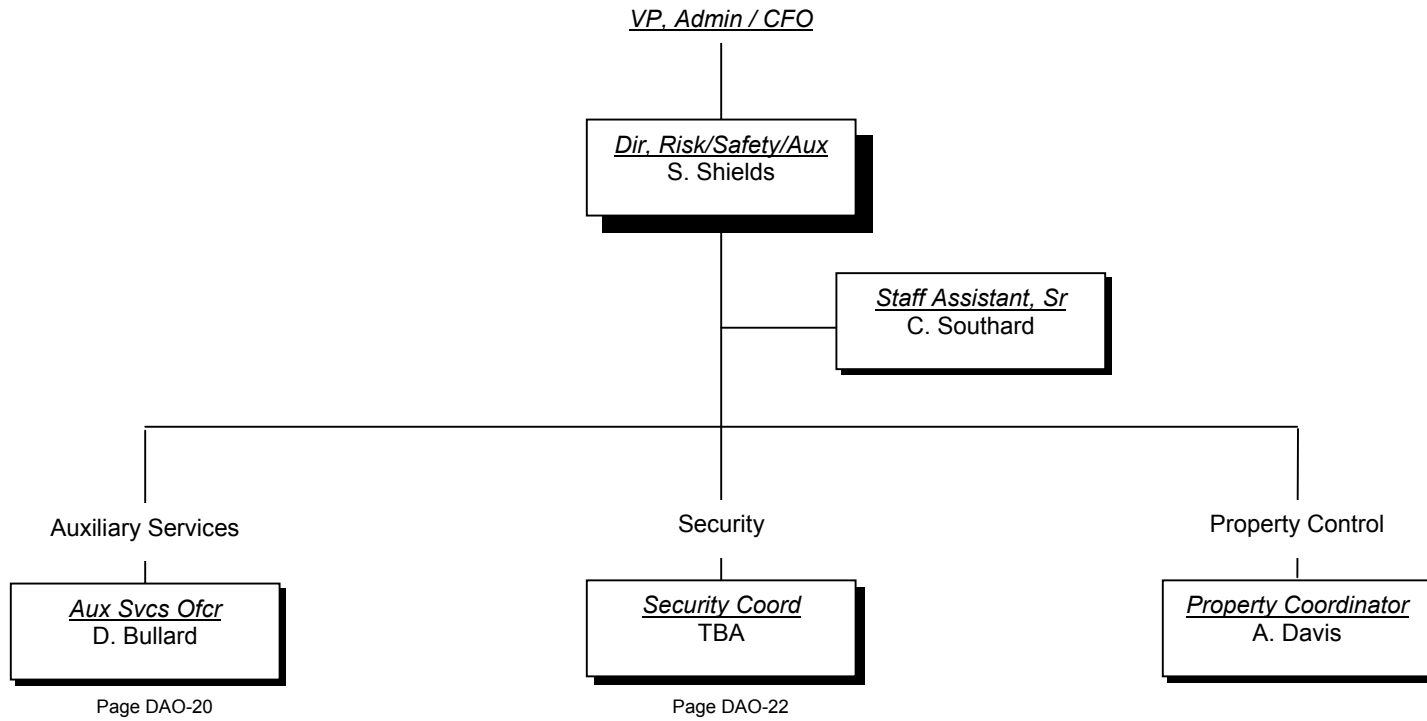 VP, Admin / CFO
Dir, Risk/Safety/Aux
S. Shields
Staff Assistant, Sr
C. Southard
Auxiliary Services
Security
Property Control
Aux Svcs Ofcr
D. Bullard
Security Coord
TBA
Property Coordinator
A. Davis
Page DAO-20
Page DAO-22